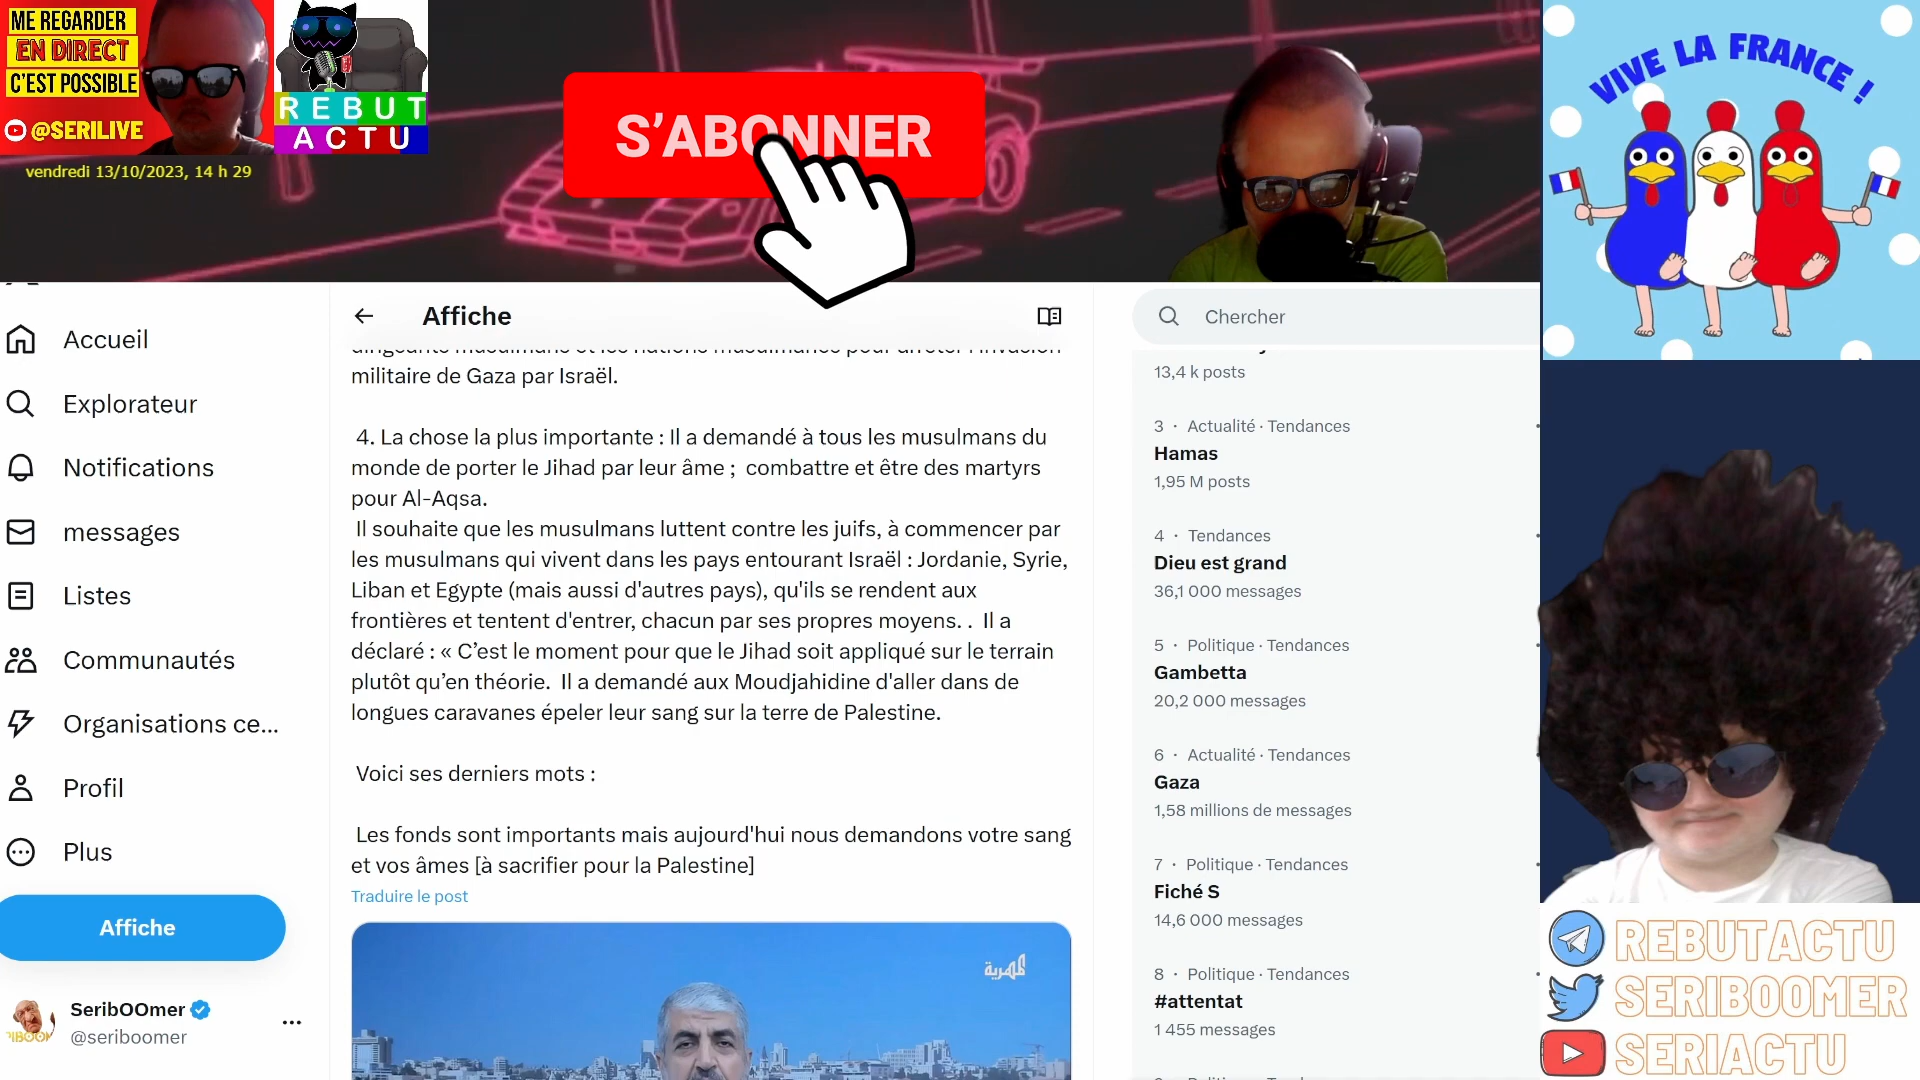 ME REGARDER
EN DIRECT
C'EST POSSIBLE
@SERILIVE
REBUT
ACTU
vendredi 13/10/2023, 14 h 29
S'ABONNER
VIVE LA FRANCE !
Accueil
Explorateur
Notifications
messages
Listes
Communautés
Organisations ce...
Profil
Plus
Affiche
SeribOOmer
@seriboomer
Affiche
dirigeants musulmans et les nations musulmanes pour arrêter l'invasion
militaire de Gaza par Israël.
4. La chose la plus importante : Il a demandé à tous les musulmans du
monde de porter le Jihad par leur âme ; combattre et être des martyrs
pour Al-Aqsa.
Il souhaite que les musulmans luttent contre les juifs, à commencer par
les musulmans qui vivent dans les pays entourant Israël : Jordanie, Syrie,
Liban et Egypte (mais aussi d'autres pays), qu'ils se rendent aux
frontières et tentent d'entrer, chacun par ses propres moyens. . Il a
déclaré : « C’est le moment pour que le Jihad soit appliqué sur le terrain
plutôt qu’en théorie. Il a demandé aux Moudjahidine d'aller dans de
longues caravanes épeler leur sang sur la terre de Palestine.
Voici ses derniers mots :
Les fonds sont importants mais aujourd'hui nous demandons votre sang
et vos âmes [à sacrifier pour la Palestine]
Traduire le post
Chercher
13,4 k posts
3 · Actualité · Tendances
Hamas
1,95 M posts
4 · Tendances
Dieu est grand
36,1 000 messages
5 · Politique · Tendances
Gambetta
20,2 000 messages
6 · Actualité · Tendances
Gaza
1,58 millions de messages
7 · Politique · Tendances
Fiché S
14,6 000 messages
8 · Politique · Tendances
#attentat
1 455 messages
REBUTACTU
SERIBOOMER
SERIACTU